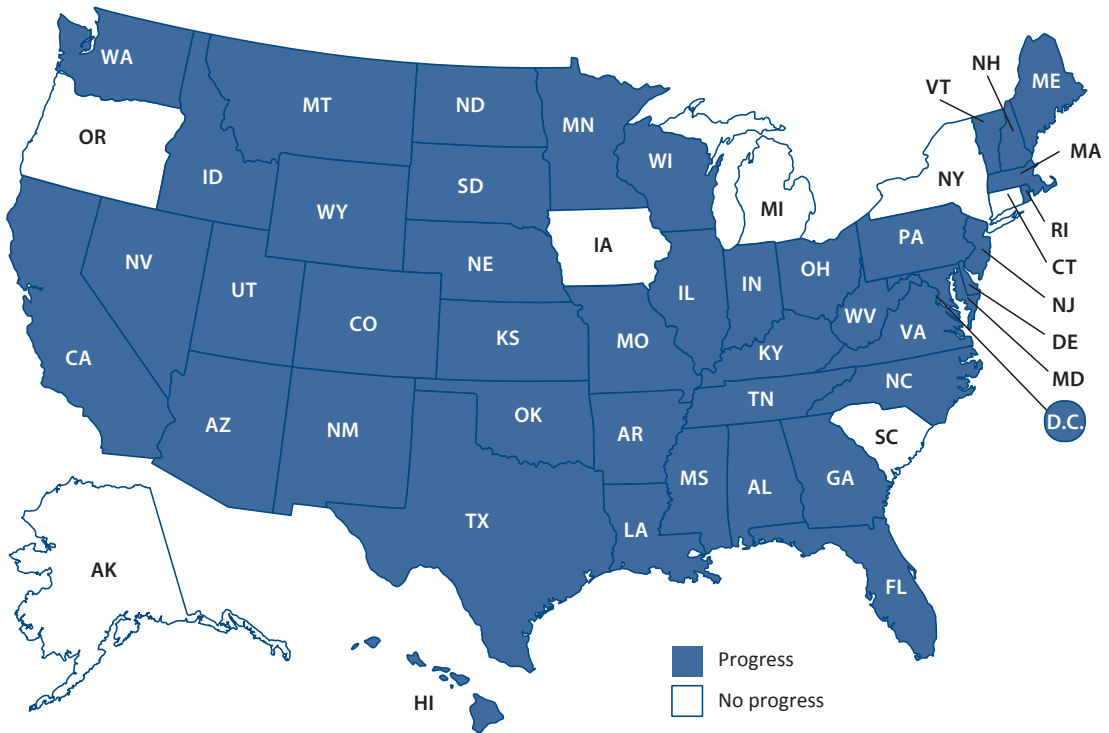 WA
MT
ND
MN
OR
ID
SD
WI
WY
NV
UT
NE
IA
MI
NH
VT
ME
MA
NY
RI
CT
PA
NJ
DE
MD
D.C.
CA
CO
KS
IL
IN
OH
MO
WV
VA
KY
NC
TN
AZ
NM
OK
AR
SC
MS
AL
GA
TX
LA
FL
AK
HI
Progress
No progress